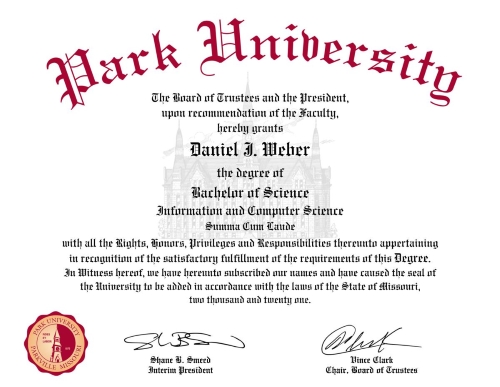 Park University
The Board of Trustees and the President,
upon recommendation of the Faculty,
hereby grants
Daniel J. Weber
the degree of
Bachelor of Science
Information and Computer Science
Summa Cum Laude
with all the Rights, Honors, Privileges and Responsibilities thereunto appertaining
in recognition of the satisfactory fulfillment of the requirements of this Degree.
In Witness hereof, we have hereunto subscribed our names and have caused the seal of
the University to be added in accordance with the laws of the State of Missouri,
two thousand and twenty one.
PARK UNIVERSITY
PARKVILLE MISSOURI
Shane B. Smeed
Interim President
Vince Clark
Chair, Board of Trustees